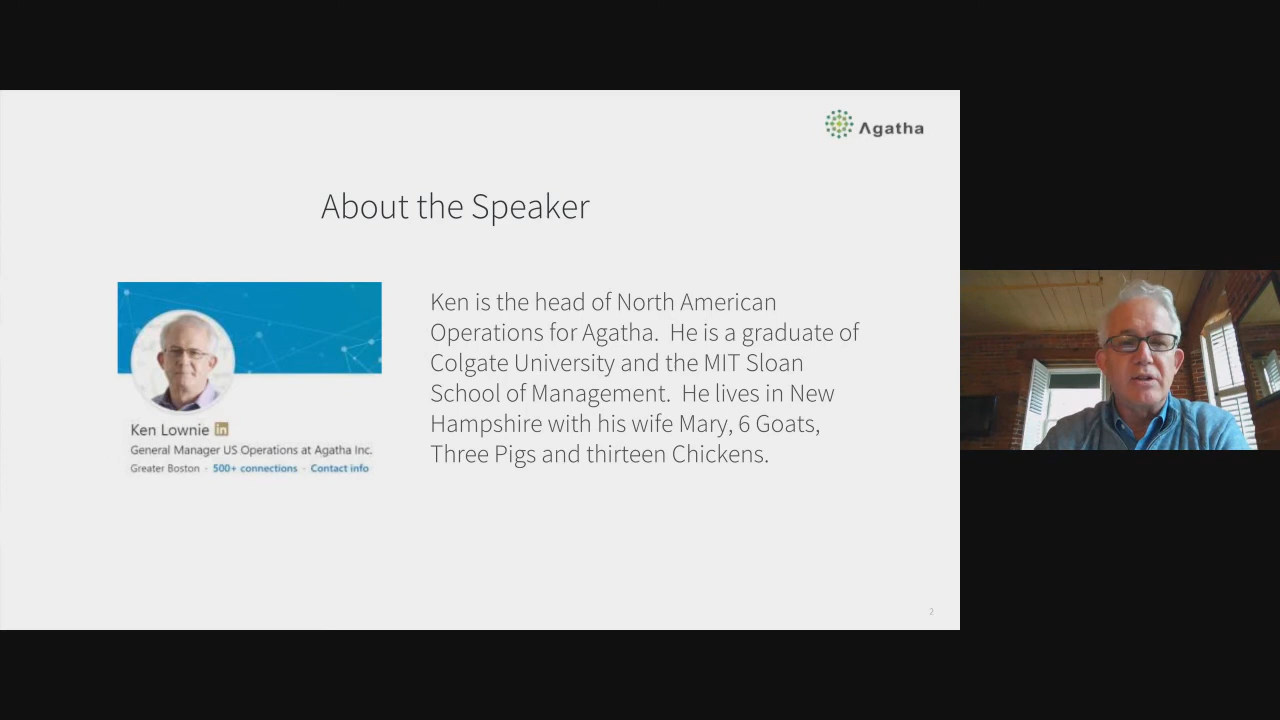 Agatha
About the Speaker
Ken is the head of North American
Operations for Agatha.  He is a graduate of
Colgate University and the MIT Sloan
School of Management.  He lives in New
Hampshire with his wife Mary, 6 Goats,
Three Pigs and thirteen Chickens.
Ken Lownie in
General Manager US Operations at Agatha Inc.
Greater Boston · 500+ connections · Contact info
2